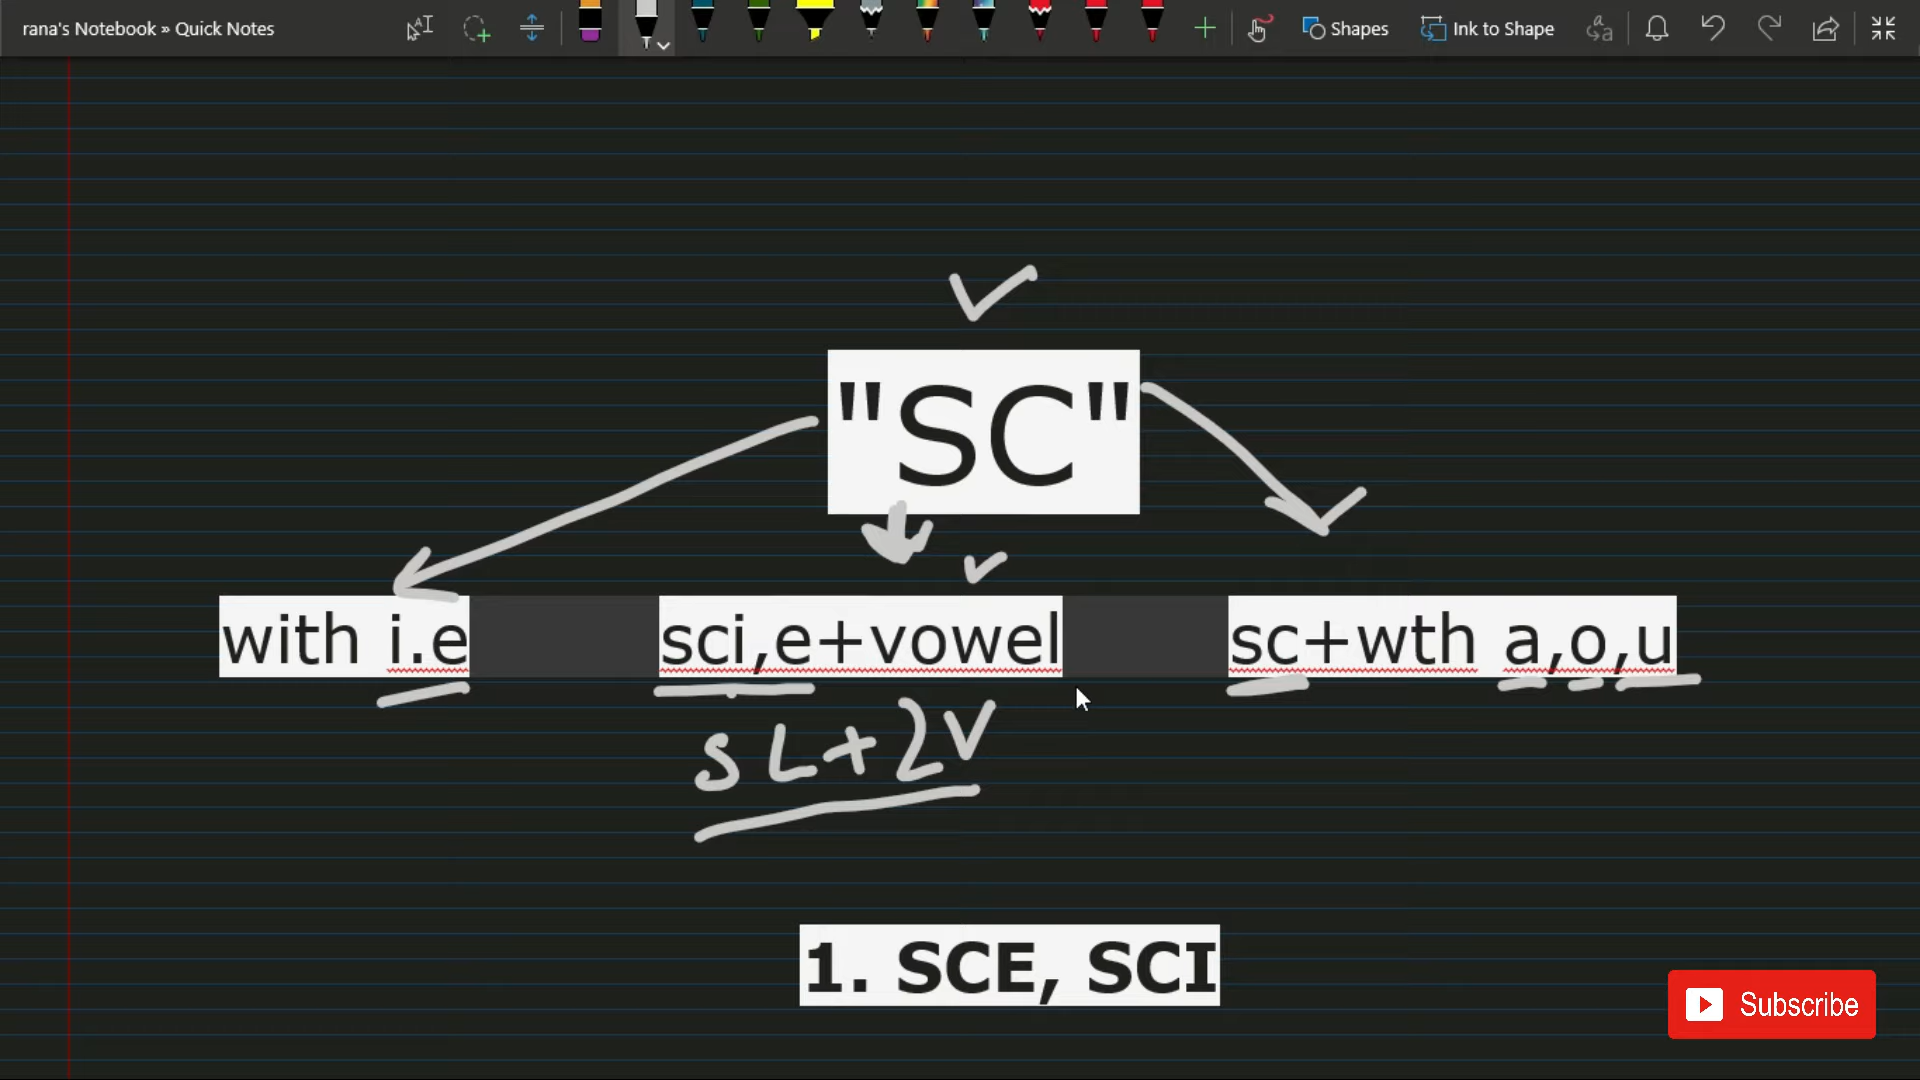 rana's Notebook » Quick Notes
Shapes
Ink to Shape
"SC"
with i.e
sci,e+vowel
sc+wth a,o,u
SC+2V
1. SCE, SCI
Subscribe